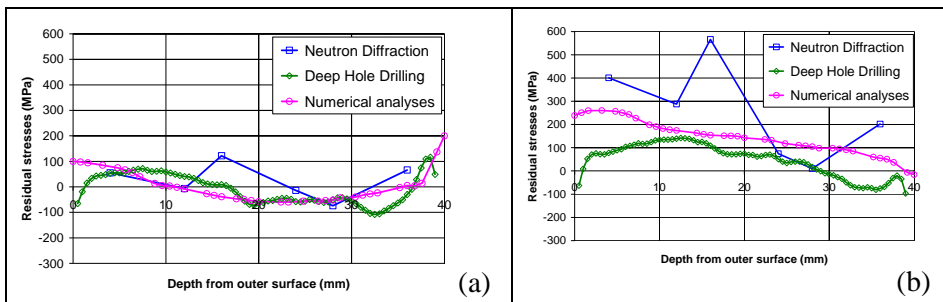 600
500
400
300
200
100
0
-100
-200
-300
0
10
20
30
40
Residual stresses (MPa)
Depth from outer surface (mm)
Neutron Diffraction
Deep Hole Drilling
Numerical analyses
(a)
600
500
400
300
200
100
0
-100
-200
-300
0
10
20
30
40
Residual stresses (MPa)
Depth from outer surface (mm)
Neutron Diffraction
Deep Hole Drilling
Numerical analyses
(b)